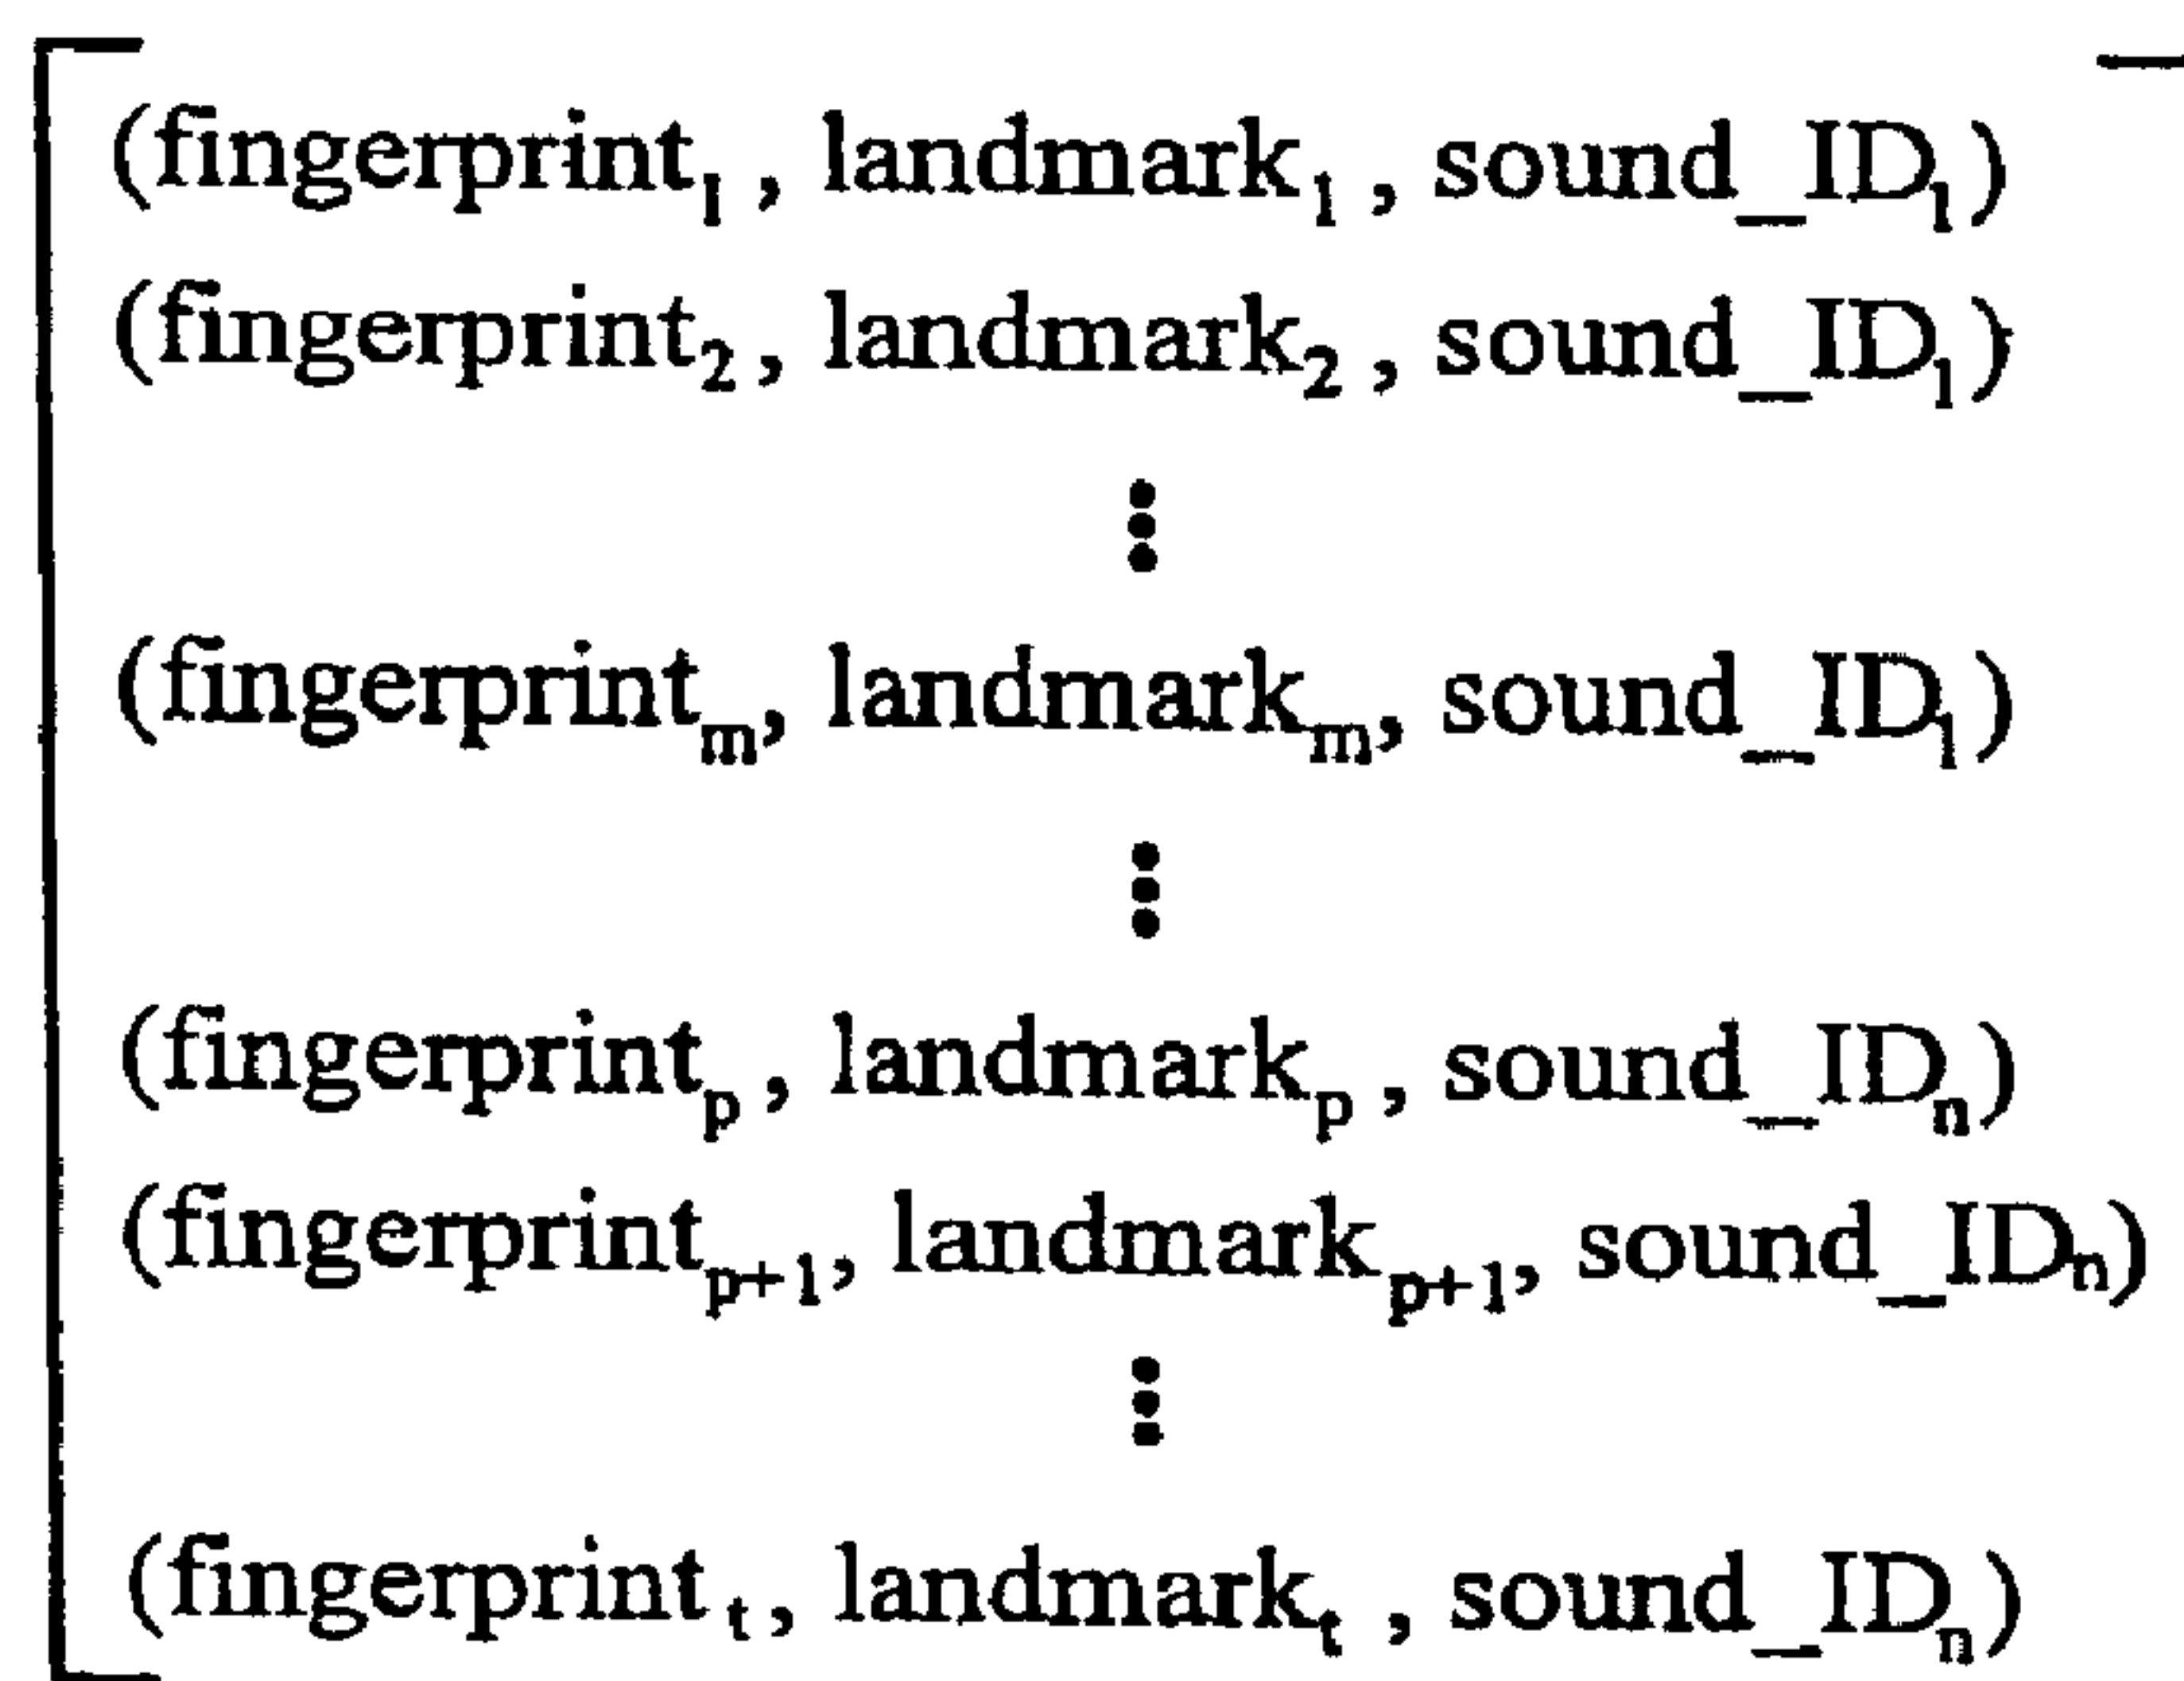 (fingerprint₁, landmark₁, sound_ID₁)
(fingerprint₂, landmark₂, sound_ID₁)
⋮
(fingerprintₘ, landmarkₘ, sound_ID₁)
⋮
(fingerprintₚ, landmarkₚ, sound_IDₙ)
(fingerprintₚ₊₁, landmarkₚ₊₁, sound_IDₙ)
⋮
(fingerprintₜ, landmarkₜ, sound_IDₙ)